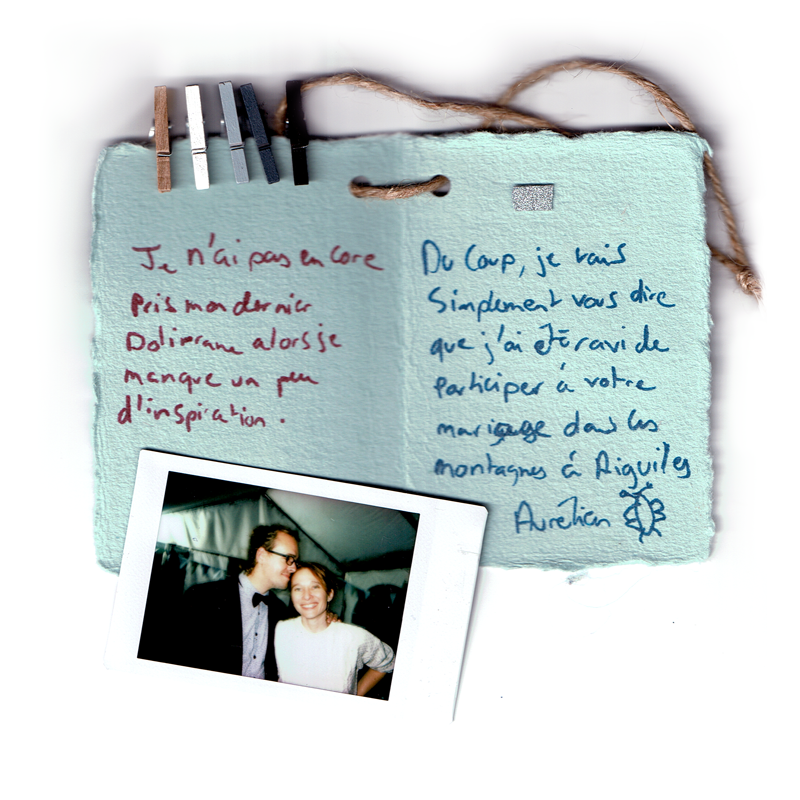 Je n'ai pas encore
pris mon dernier
Doliprane alors je
manque un peu
d'inspiration.
Du Coup, je vais
Simplement vous dire
que j'ai été ravi de
participer à votre
mariage dans les
montagnes à Aiguilles
Aurélien